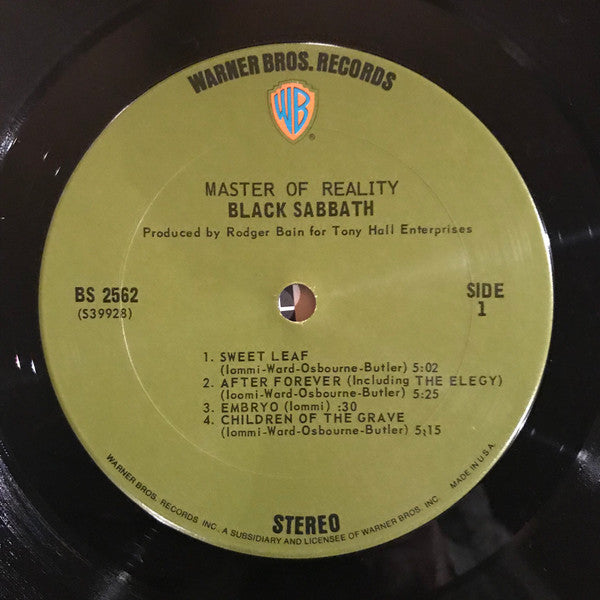 WARNER BROS. RECORDS
WB
®
MASTER OF REALITY
BLACK SABBATH
Produced by Rodger Bain for Tony Hall Enterprises
BS 2562
(S39928)
SIDE
1
1. SWEET LEAF
(Iommi-Ward-Osbourne-Butler) 5:02
2. AFTER FOREVER (Including THE ELEGY)
(Ioomi-Ward-Osbourne-Butler) 5:25
3. EMBRYO (Iommi) :30
4. CHILDREN OF THE GRAVE
(Iommi-Ward-Osbourne-Butler) 5:15
STEREO
WARNER BROS. RECORDS INC., A SUBSIDIARY AND LICENSEE OF WARNER BROS. INC.
MADE IN U.S.A.